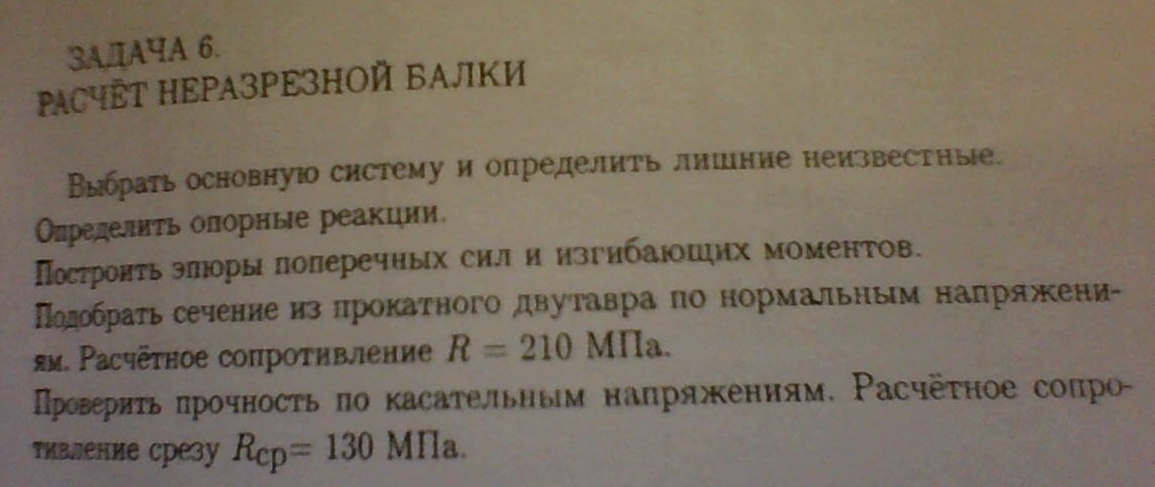 ЗАДАЧА 6.
РАСЧЁТ НЕРАЗРЕЗНОЙ БАЛКИ
Выбрать основную систему и определить лишние неизвестные.
Определить опорные реакции.
Построить эпюры поперечных сил и изгибающих моментов.
Подобрать сечение из прокатного двутавра по нормальным напряжени-
ям. Расчётное сопротивление R = 210 МПа.
Проверить прочность по касательным напряжениям. Расчётное сопро-
тивление срезу Rср= 130 МПа.